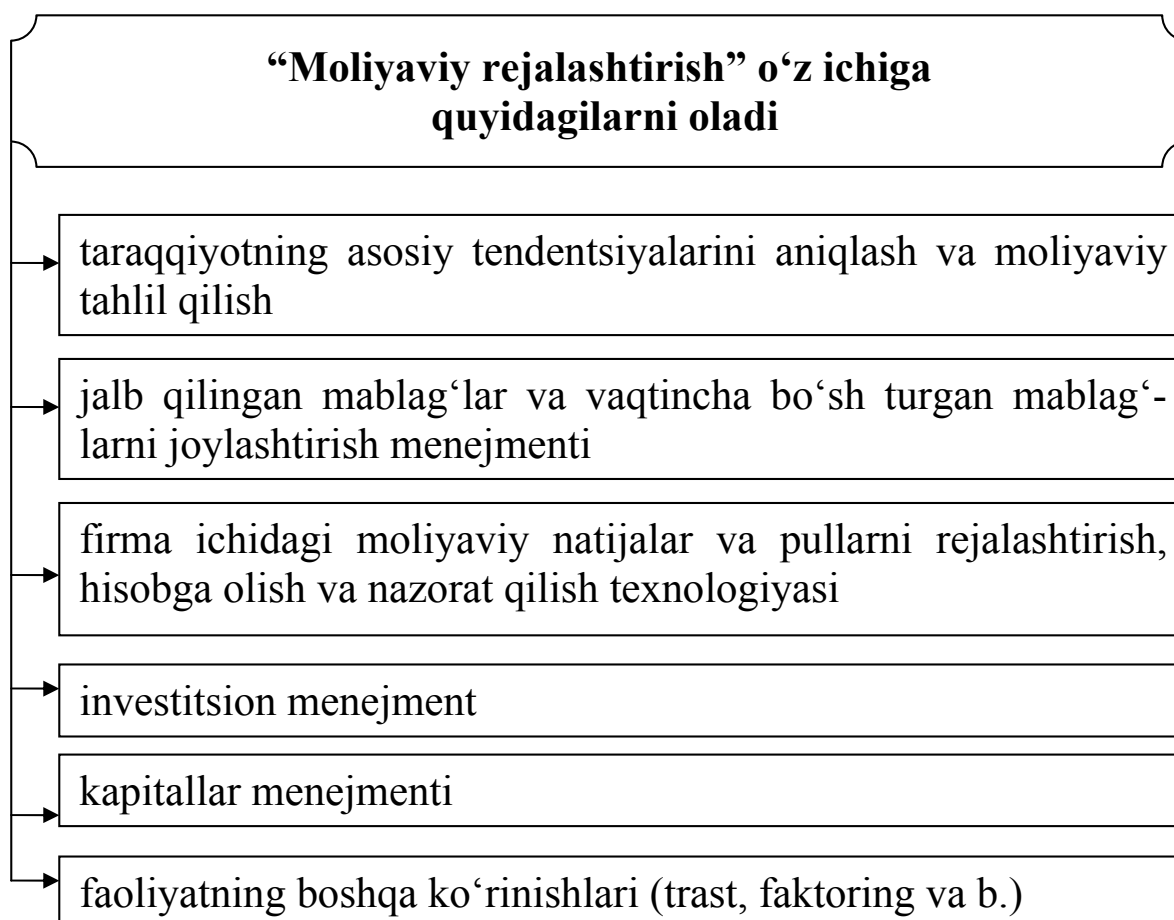 “Moliyaviy rejalashtirish” o‘z ichiga
quyidagilarni oladi
taraqqiyotning asosiy tendentsiyalarini aniqlash va moliyaviy
tahlil qilish
jalb qilingan mablag‘lar va vaqtincha bo‘sh turgan mablag‘-
larni joylashtirish menejmenti
firma ichidagi moliyaviy natijalar va pullarni rejalashtirish,
hisobga olish va nazorat qilish texnologiyasi
investitsion menejment
kapitallar menejmenti
faoliyatning boshqa ko‘rinishlari (trast, faktoring va b.)